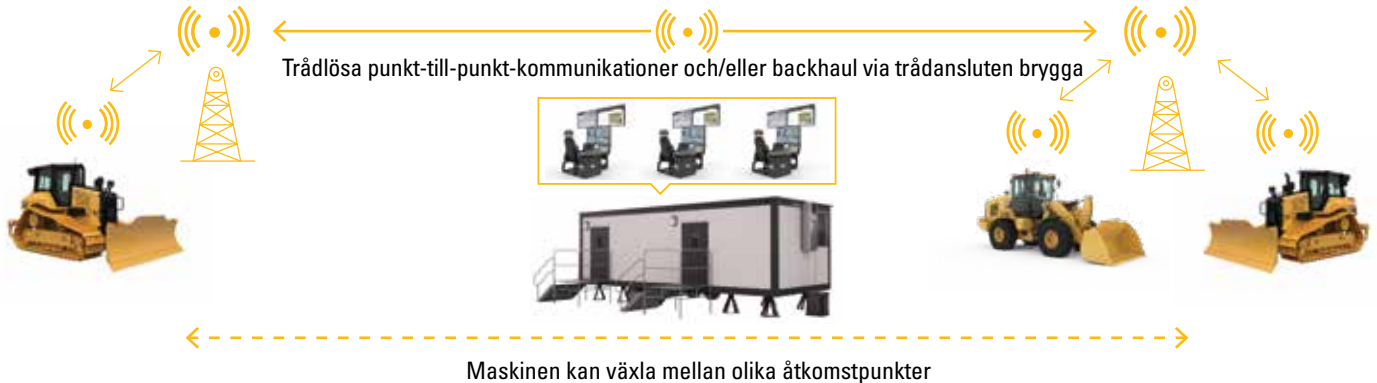 Trådlösa punkt-till-punkt-kommunikationer och/eller backhaul via trådansluten brygga
Maskinen kan växla mellan olika åtkomstpunkter